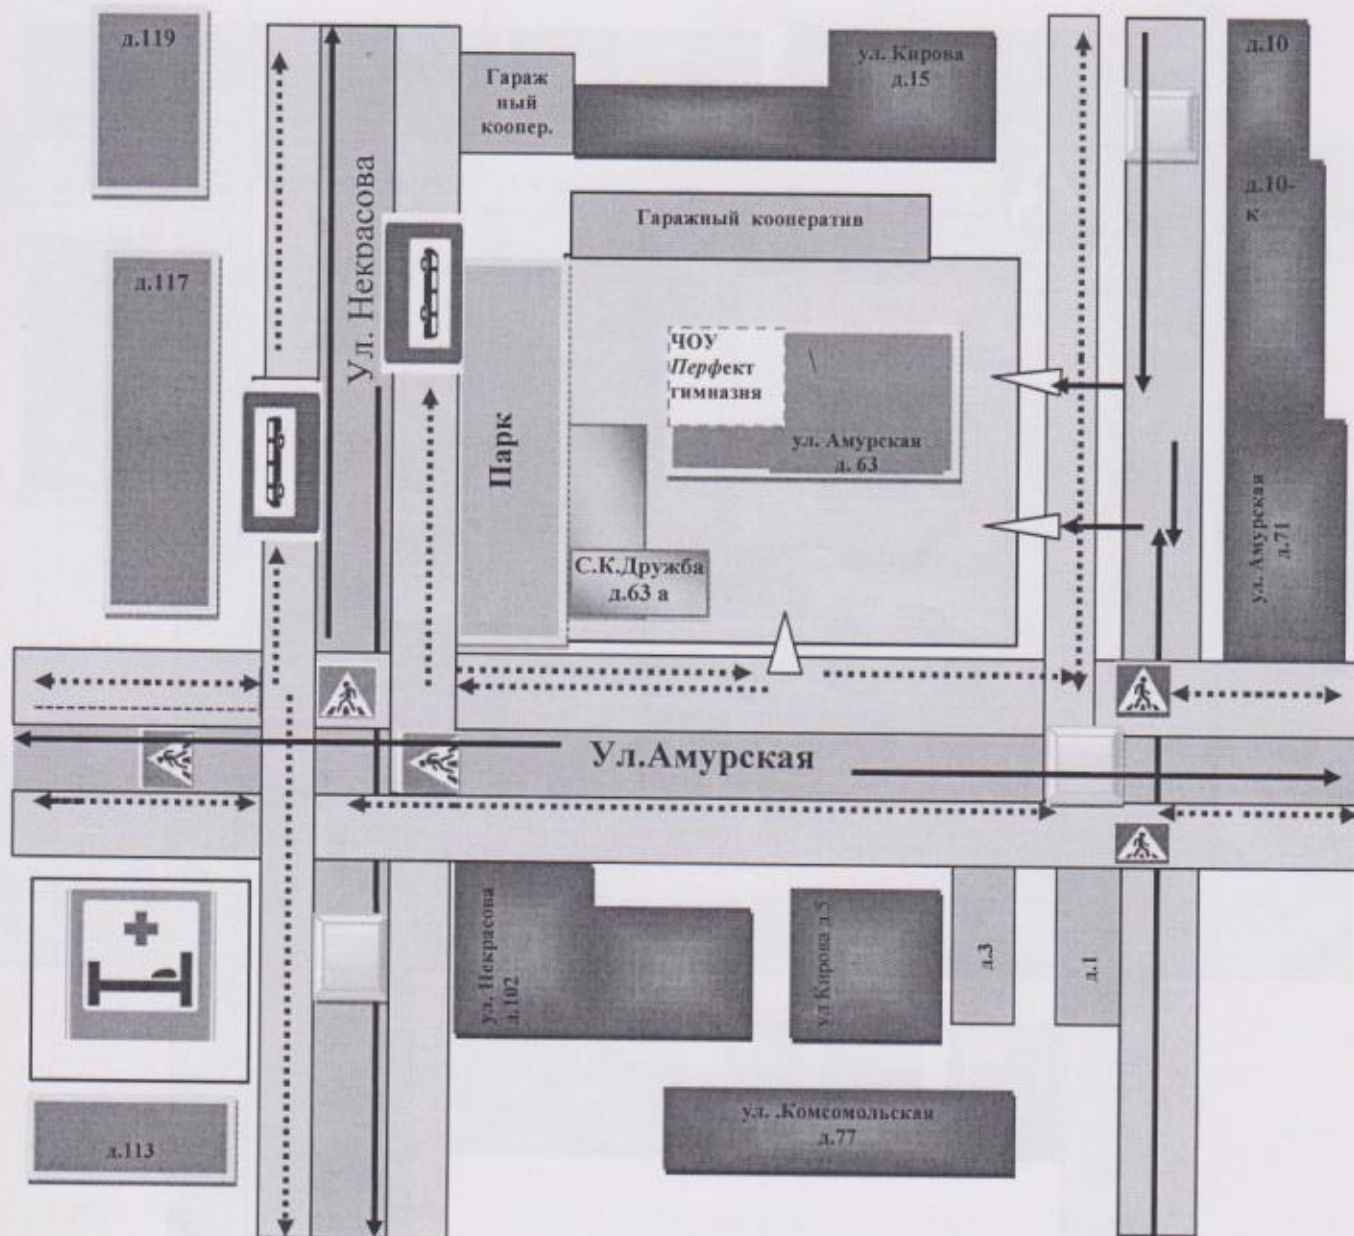 д.119
Гараж
ный
коопер.
ул. Кирова
д.15
д.10
д.10-
к
Ул. Некрасова
Гаражный кооператив
д.117
ЧОУ
Перфект
гимназия
ул. Амурская
д. 63
Парк
С.К.Дружба
д.63 а
ул. Амурская
д.71
Ул.Амурская
ул. Некрасова
д.102
ул Кирова д.5
д.3
д.1
ул. .Комсомольская
д.77
д.113